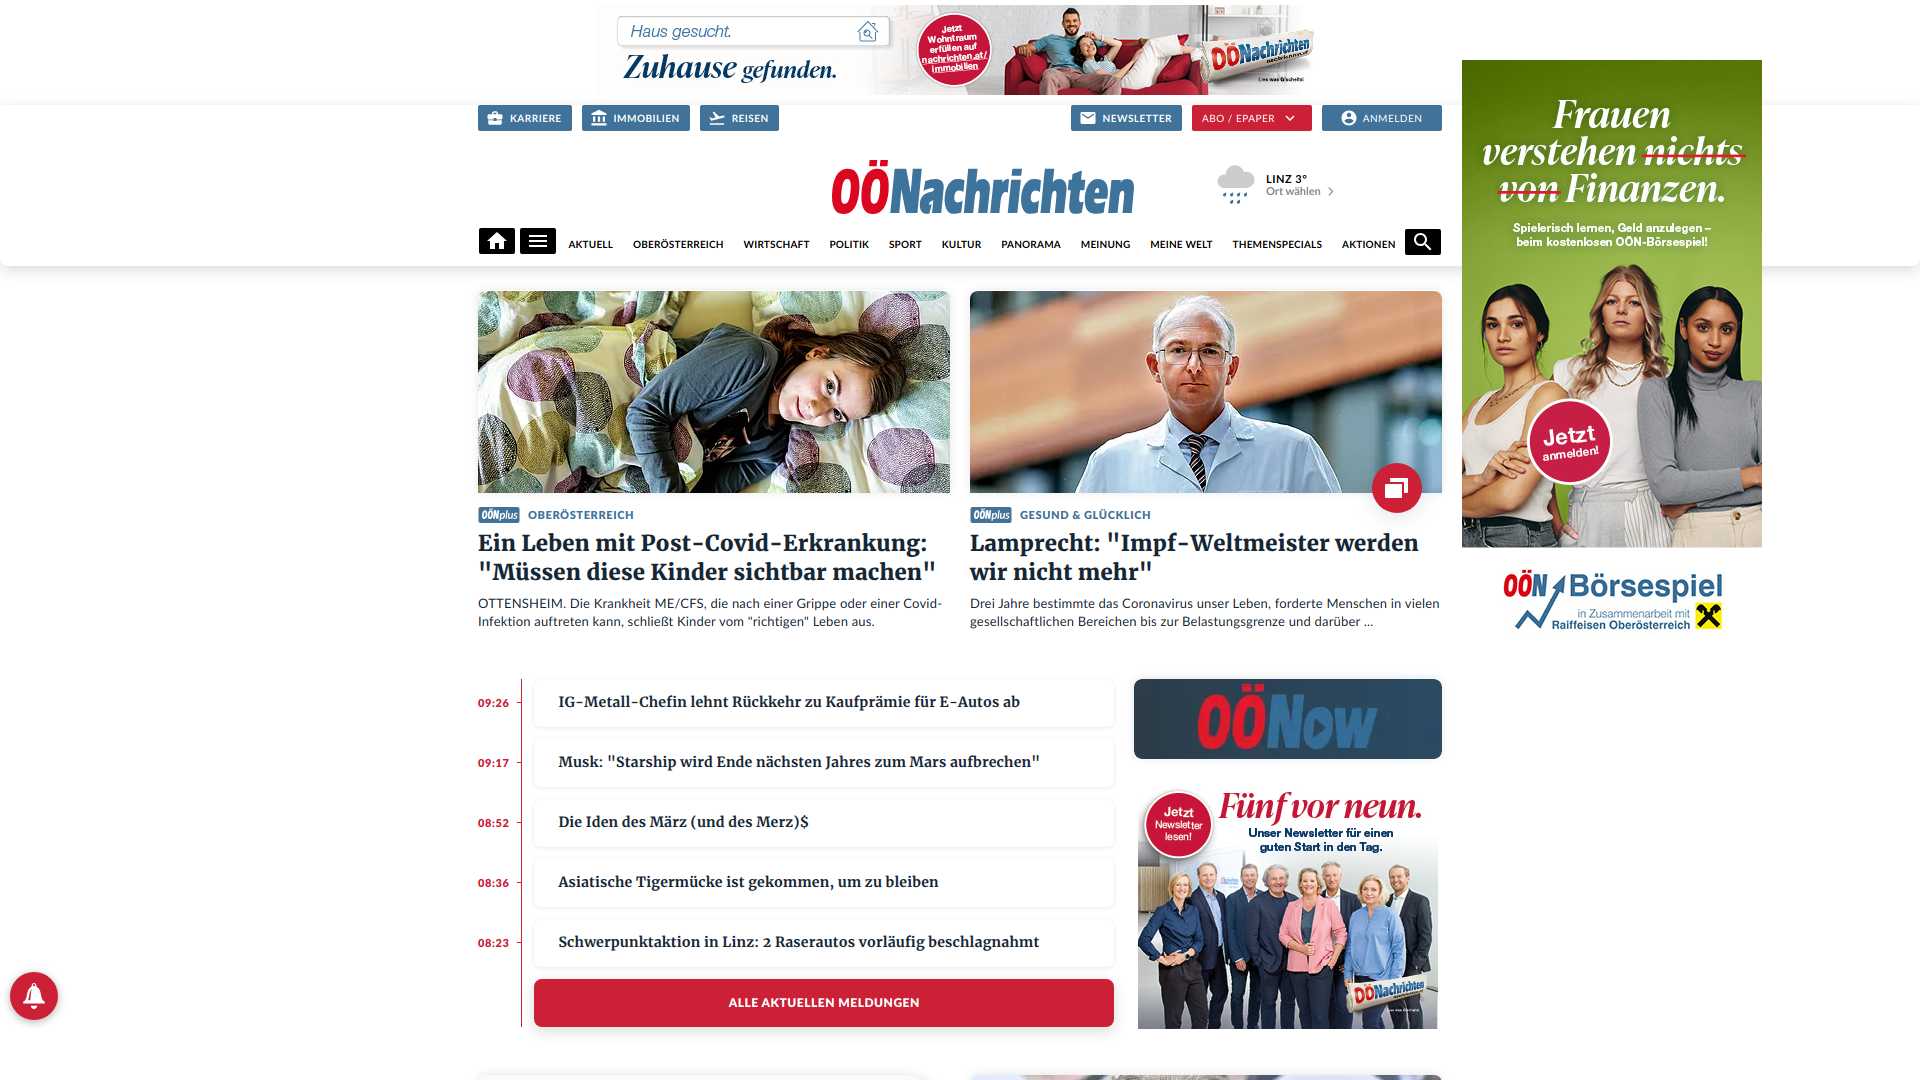 Haus gesucht.
Zuhause gefunden.
Jetzt
Wohntraum
erfüllen auf
nachrichten.at/
immobilien
OÖNachrichten
Lies was Gscheits!
KARRIERE
IMMOBILIEN
REISEN
NEWSLETTER
ABO / EPAPER
ANMELDEN
OÖNachrichten
LINZ 3°
Ort wählen
AKTUELL
OBERÖSTERREICH
WIRTSCHAFT
POLITIK
SPORT
KULTUR
PANORAMA
MEINUNG
MEINE WELT
THEMENSPECIALS
AKTIONEN
Frauen
verstehen nichts
von Finanzen.
Spielerisch lernen, Geld anzulegen –
beim kostenlosen OÖN-Börsespiel!
Jetzt
anmelden!
OÖN Börsespiel
in Zusammenarbeit mit
Raiffeisen Oberösterreich
OÖNplus OBERÖSTERREICH
Ein Leben mit Post-Covid-Erkrankung:
"Müssen diese Kinder sichtbar machen"
OTTENSHEIM. Die Krankheit ME/CFS, die nach einer Grippe oder einer Covid-
Infektion auftreten kann, schließt Kinder vom "richtigen" Leben aus.
OÖNplus GESUND & GLÜCKLICH
Lamprecht: "Impf-Weltmeister werden
wir nicht mehr"
Drei Jahre bestimmte das Coronavirus unser Leben, forderte Menschen in vielen
gesellschaftlichen Bereichen bis zur Belastungsgrenze und darüber ...
09:26 IG-Metall-Chefin lehnt Rückkehr zu Kaufprämie für E-Autos ab
09:17 Musk: "Starship wird Ende nächsten Jahres zum Mars aufbrechen"
08:52 Die Iden des März (und des Merz)$
08:36 Asiatische Tigermücke ist gekommen, um zu bleiben
08:23 Schwerpunktaktion in Linz: 2 Raserautos vorläufig beschlagnahmt
ALLE AKTUELLEN MELDUNGEN
OÖNow
Jetzt
Newsletter
lesen!
Fünf vor neun.
Unser Newsletter für einen
guten Start in den Tag.
OÖNachrichten